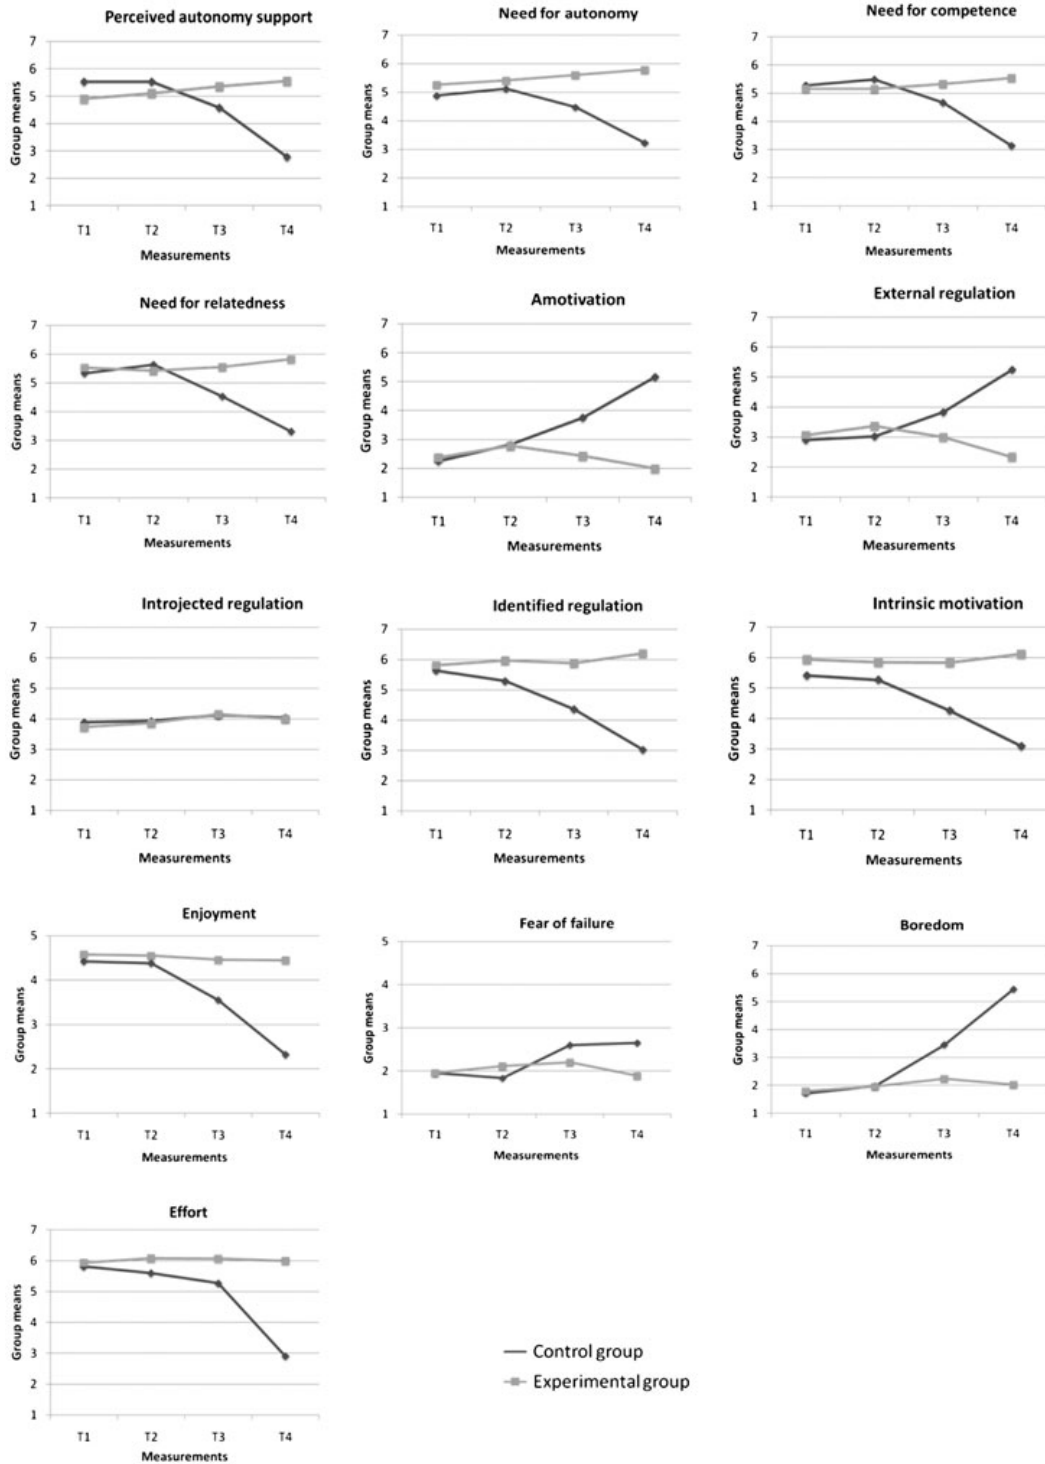 Perceived autonomy support
Group means
7
6
5
4
3
2
1
T1 T2 T3 T4
Measurements
Need for autonomy
Group means
7
6
5
4
3
2
1
T1 T2 T3 T4
Measurements
Need for competence
Group means
7
6
5
4
3
2
1
T1 T2 T3 T4
Measurements
Need for relatedness
Group means
7
6
5
4
3
2
1
T1 T2 T3 T4
Measurements
Amotivation
Group means
7
6
5
4
3
2
1
T1 T2 T3 T4
Measurements
External regulation
Group means
7
6
5
4
3
2
1
T1 T2 T3 T4
Measurements
Introjected regulation
Group means
7
6
5
4
3
2
1
T1 T2 T3 T4
Measurements
Identified regulation
Group means
7
6
5
4
3
2
1
T1 T2 T3 T4
Measurements
Intrinsic motivation
Group means
7
6
5
4
3
2
1
T1 T2 T3 T4
Measurements
Enjoyment
Group means
5
4
3
2
1
T1 T2 T3 T4
Measurements
Fear of failure
Group means
5
4
3
2
1
T1 T2 T3 T4
Measurements
Boredom
Group means
7
6
5
4
3
2
1
T1 T2 T3 T4
Measurements
Effort
Group means
7
6
5
4
3
2
1
T1 T2 T3 T4
Measurements
Control group
Experimental group